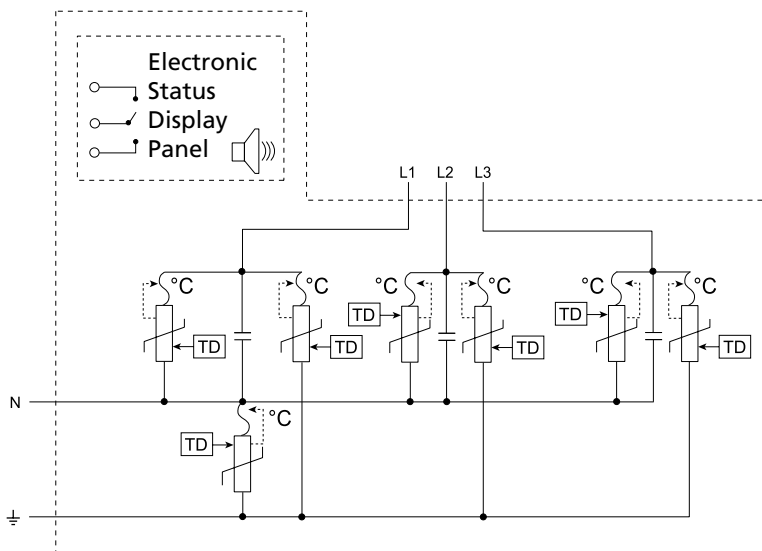 Electronic
Status
Display
Panel
L1 L2 L3
°C °C °C °C °C °C
TD TD
TD TD TD TD
N
°C
TD